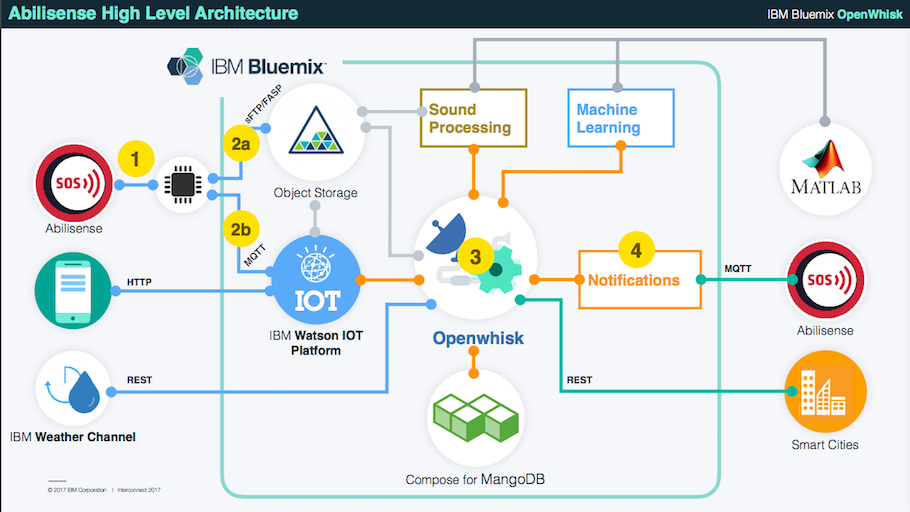 Abilisense High Level Architecture
IBM Bluemix OpenWhisk
IBM Bluemix™
sFTP/FASP
Sound
Processing
Machine
Learning
1
2a
SOS
Abilisense
Object Storage
MATLAB
2b
MQTT
3
4
HTTP
IOT
IBM Watson IOT
Platform
Notifications
MQTT
SOS
Abilisense
Openwhisk
REST
REST
IBM Weather Channel
Smart Cities
Compose for MangoDB
© 2017 IBM Corporation | Interconnect 2017